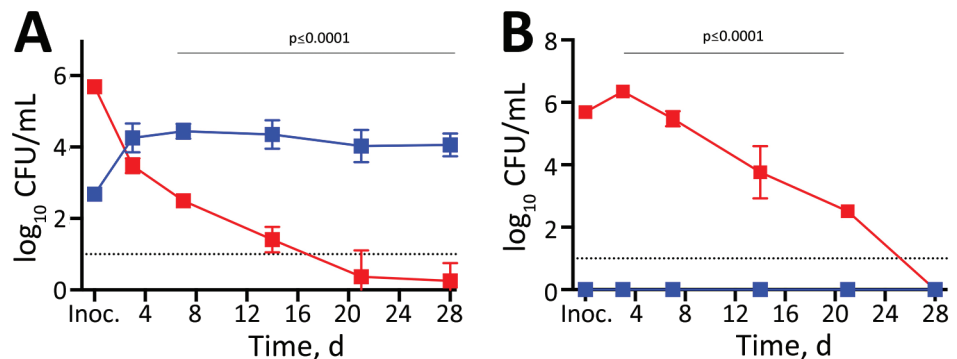 A
p≤0.0001
log10 CFU/mL
6
4
2
0
Inoc. 4 8 12 16 20 24 28
Time, d
B
p≤0.0001
log10 CFU/mL
8
6
4
2
0
Inoc. 4 8 12 16 20 24 28
Time, d